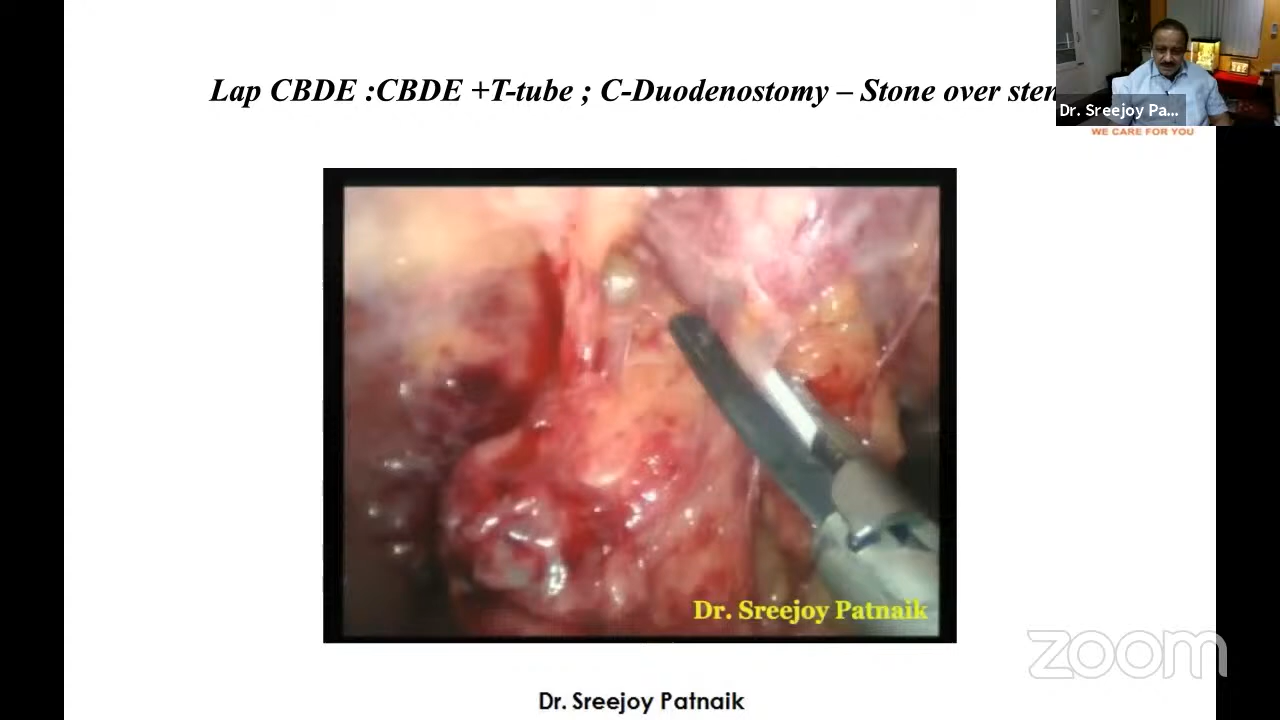 Lap CBDE :CBDE +T-tube ; C-Duodenostomy – Stone over sten
Dr. Sreejoy Pa...
WE CARE FOR YOU
Dr. Sreejoy Patnaik
zoom
Dr. Sreejoy Patnaik